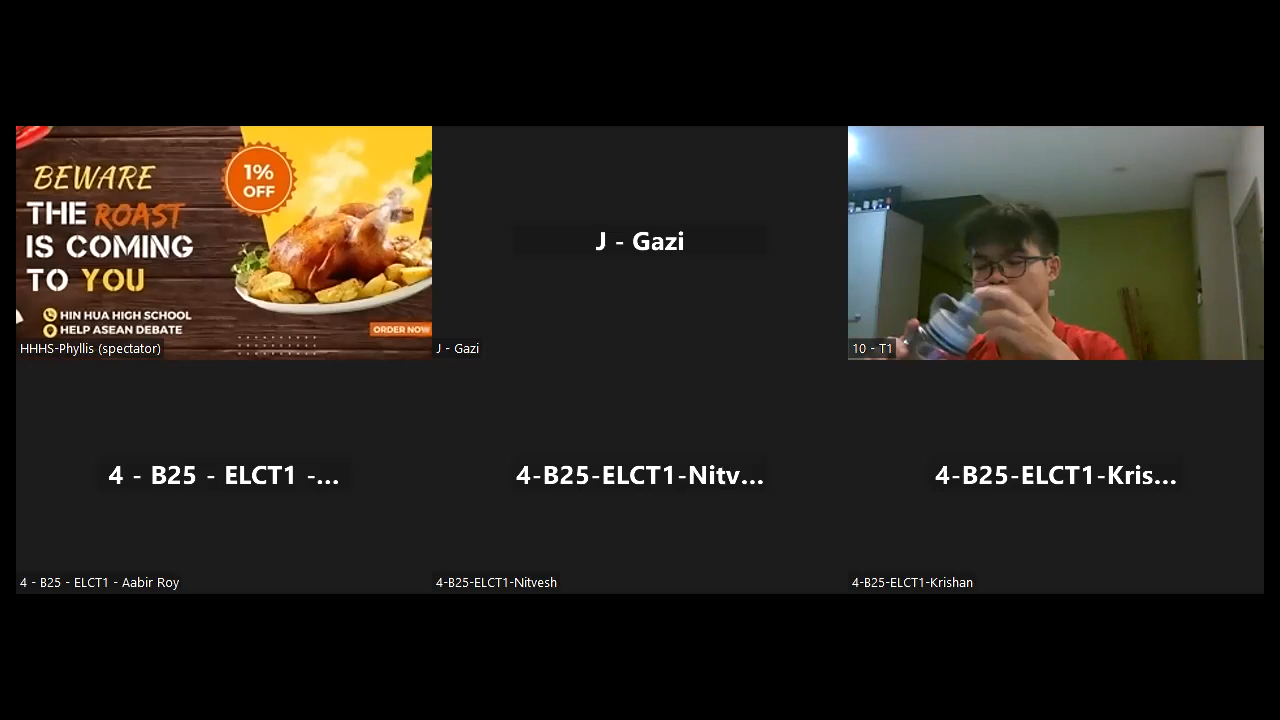 BEWARE
THE ROAST
IS COMING
TO YOU
1%
OFF
HIN HUA HIGH SCHOOL
HELP ASEAN DEBATE
ORDER NOW
HHHS-Phyllis (spectator)
J - Gazi
J - Gazi
10 - T1
4 - B25 - ELCT1 -...
4 - B25 - ELCT1 - Aabir Roy
4-B25-ELCT1-Nitv...
4-B25-ELCT1-Nitvesh
4-B25-ELCT1-Kris...
4-B25-ELCT1-Krishan